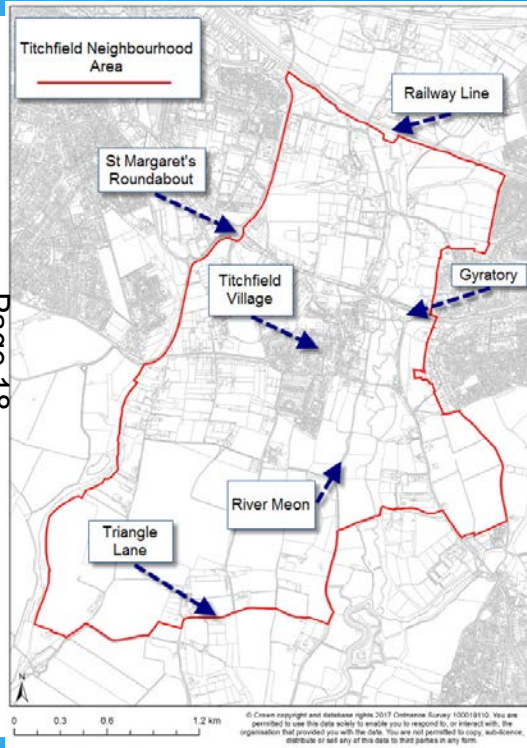 Titchfield Neighbourhood
Area
Railway Line
St Margaret's
Roundabout
Titchfield
Village
Gyratory
Page 18
River Meon
Triangle
Lane
N
0 0.3 0.6 1.2 km
© Crown copyright and database rights 2017 Ordnance Survey 100019110. You are
permitted to use this data solely to enable you to respond to, or interact with, the
organisation that provided you with the data. You are not permitted to copy, sub-licence,
distribute or sell any of this data to third parties in any form.